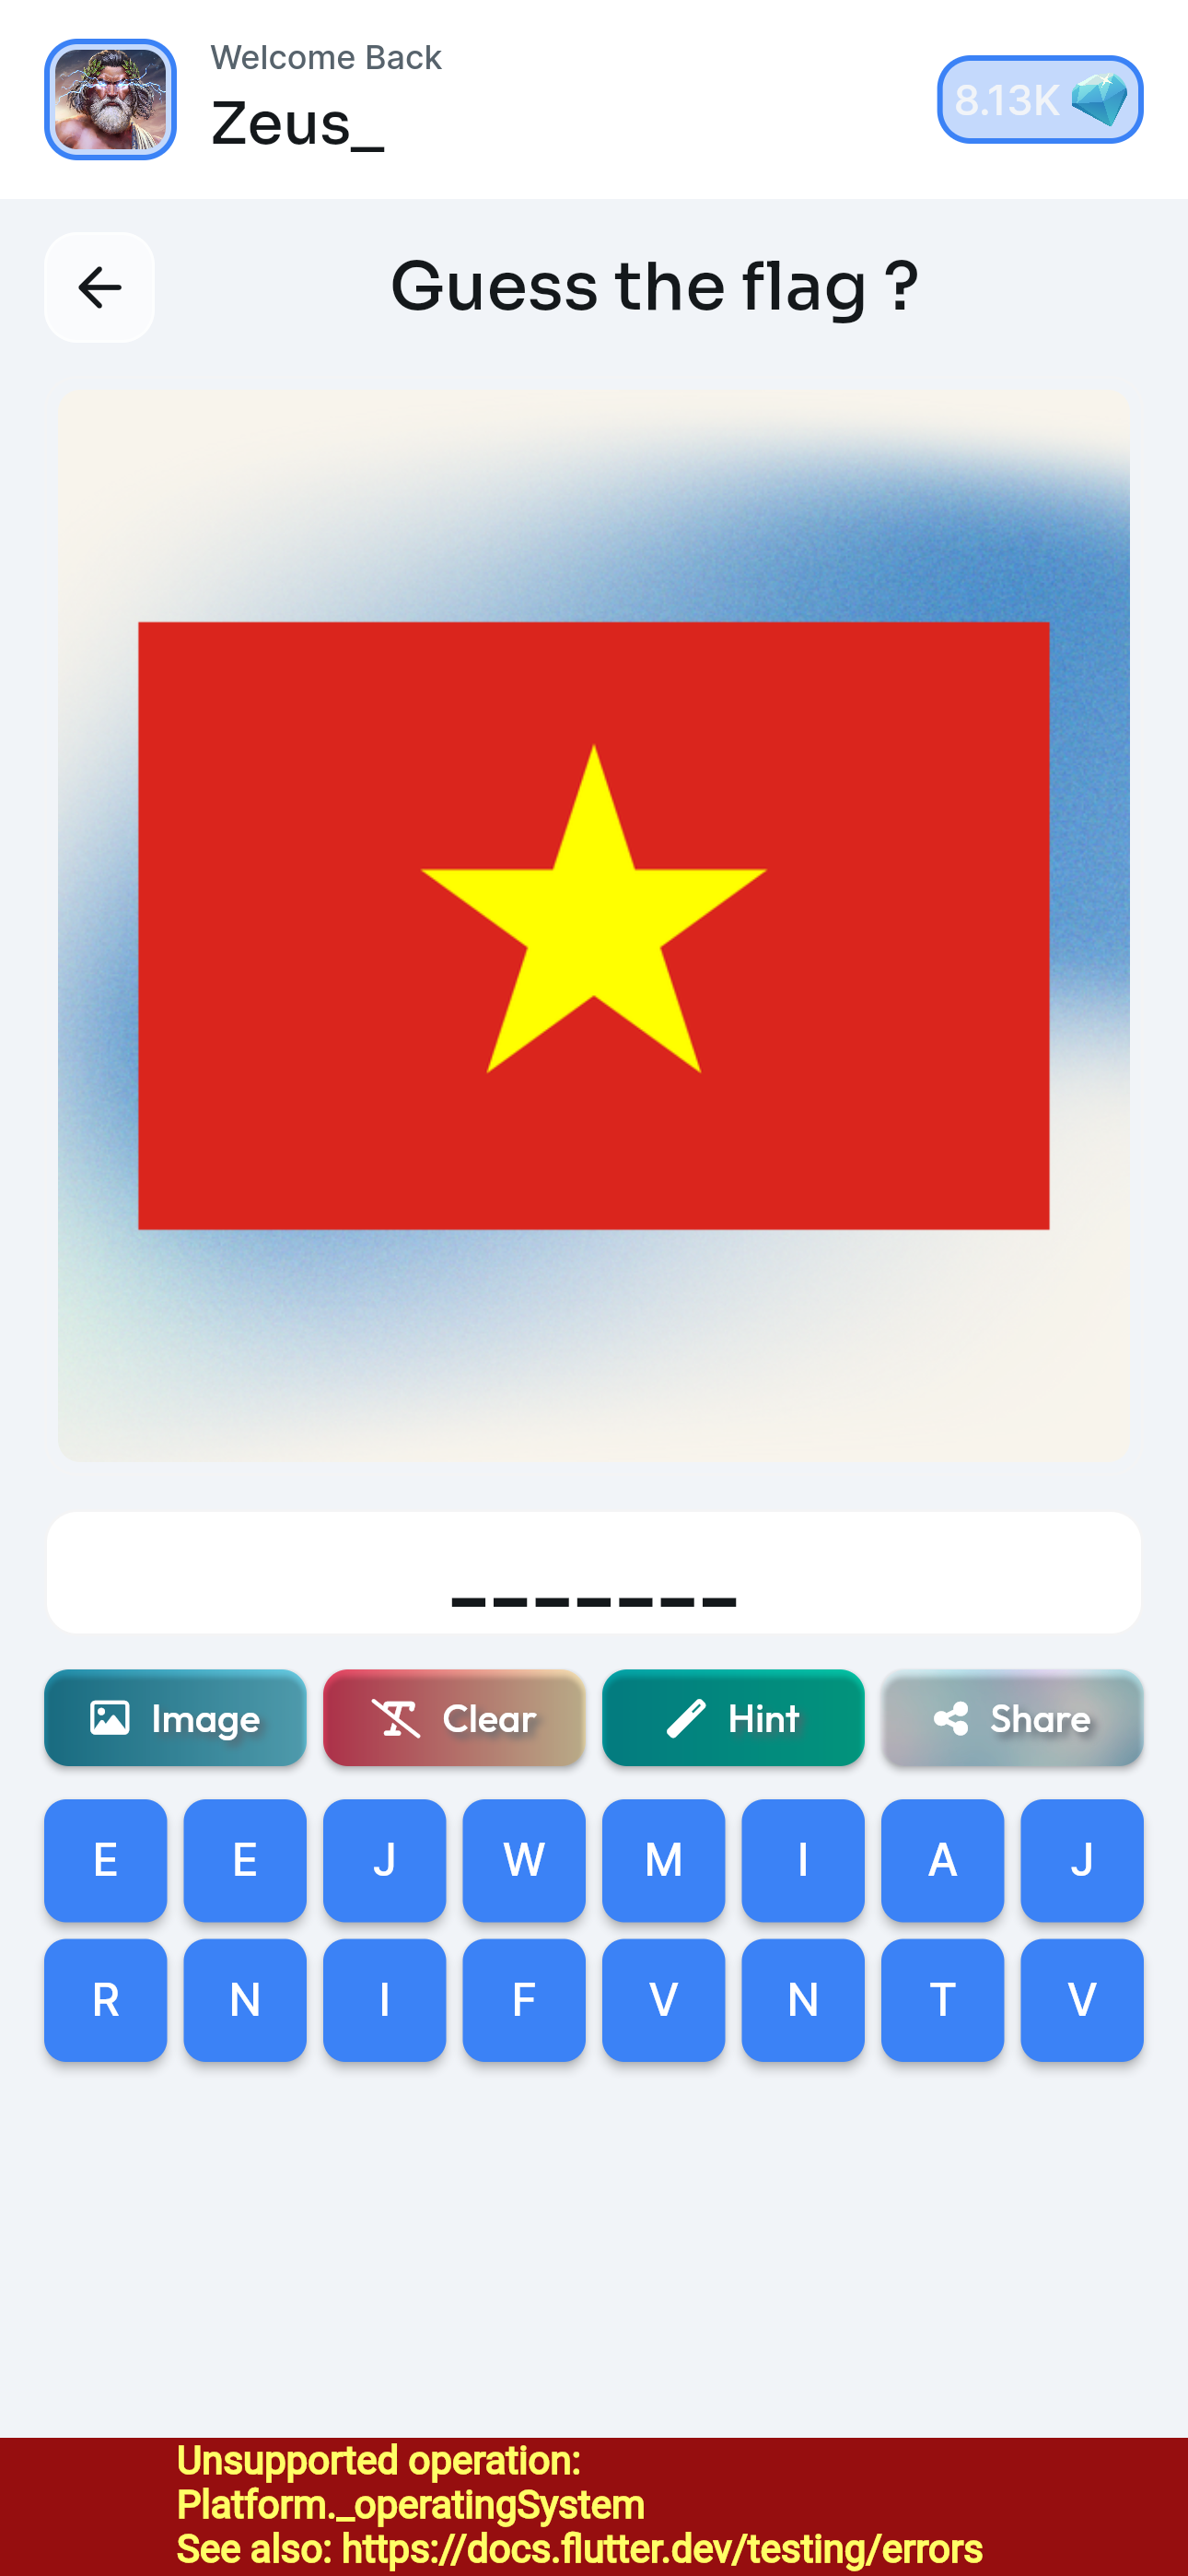 Welcome Back
Zeus_
8.13K
Guess the flag ?
_ _ _ _ _ _ _
Image Clear Hint Share
E E J W M I A J
R N I F V N T V
Unsupported operation:
Platform._operatingSystem
See also: https://docs.flutter.dev/testing/errors